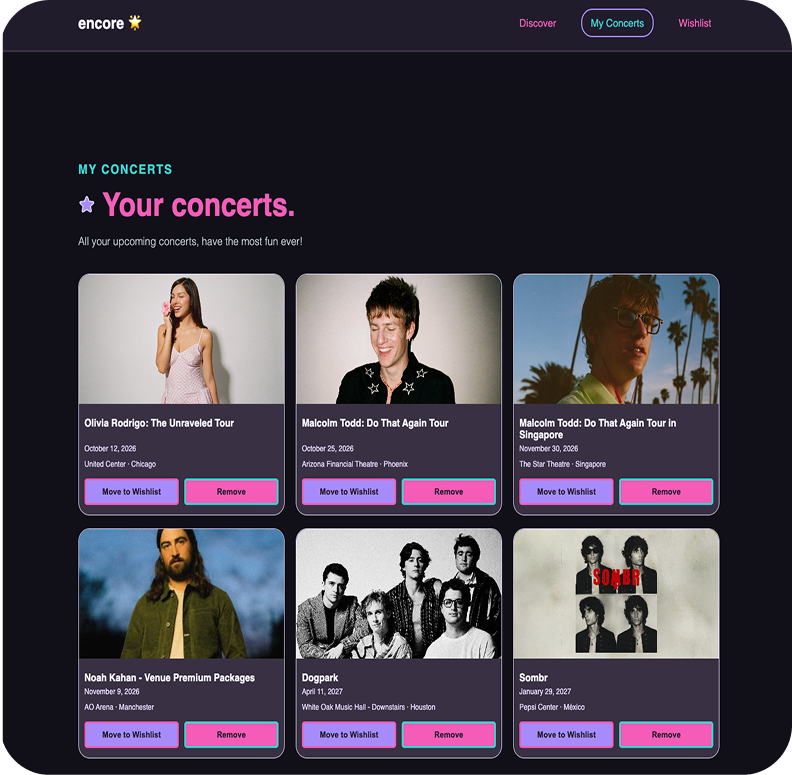 encore
Discover
My Concerts
Wishlist
MY CONCERTS
Your concerts.
All your upcoming concerts, have the most fun ever!
Olivia Rodrigo: The Unraveled Tour
October 12, 2026
United Center · Chicago
Move to Wishlist
Remove
Malcolm Todd: Do That Again Tour
October 25, 2026
Arizona Financial Theatre · Phoenix
Move to Wishlist
Remove
Malcolm Todd: Do That Again Tour in
Singapore
November 30, 2026
The Star Theatre · Singapore
Move to Wishlist
Remove
Noah Kahan - Venue Premium Packages
November 9, 2026
AO Arena · Manchester
Move to Wishlist
Remove
Dogpark
April 11, 2027
White Oak Music Hall - Downstairs · Houston
Move to Wishlist
Remove
SOMBR
Sombr
January 29, 2027
Pepsi Center · México
Move to Wishlist
Remove